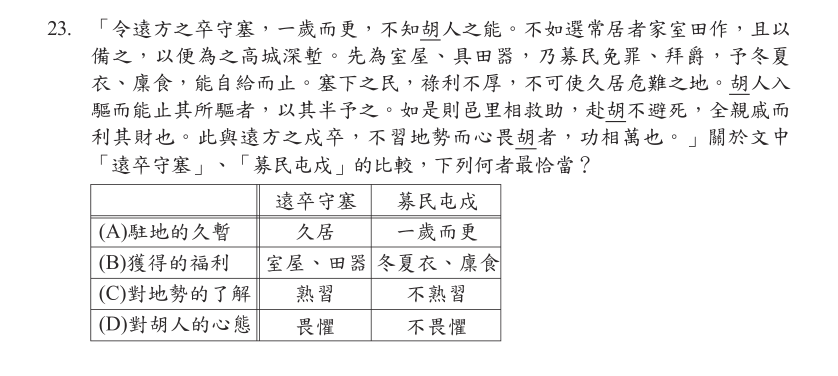 23. 「令遠方之卒守塞，一歲而更，不知胡人之能。不如選常居者家室田作，且以
備之，以便為之高城深塹。先為室屋、具田器，乃募民免罪、拜爵，予冬夏
衣、廩食，能自給而止。塞下之民，祿利不厚，不可使久居危難之地。胡人入
驅而能止其所驅者，以其半予之。如是則邑里相救助，赴胡不避死，全親戚而
利其財也。此與遠方之戍卒，不習地勢而心畏胡者，功相萬也。」關於文中
「遠卒守塞」、「募民屯戍」的比較，下列何者最恰當？
遠卒守塞 募民屯戍
(A)駐地的久暫 久居 一歲而更
(B)獲得的福利 室屋、田器 冬夏衣、廩食
(C)對地勢的了解 熟習 不熟習
(D)對胡人的心態 畏懼 不畏懼